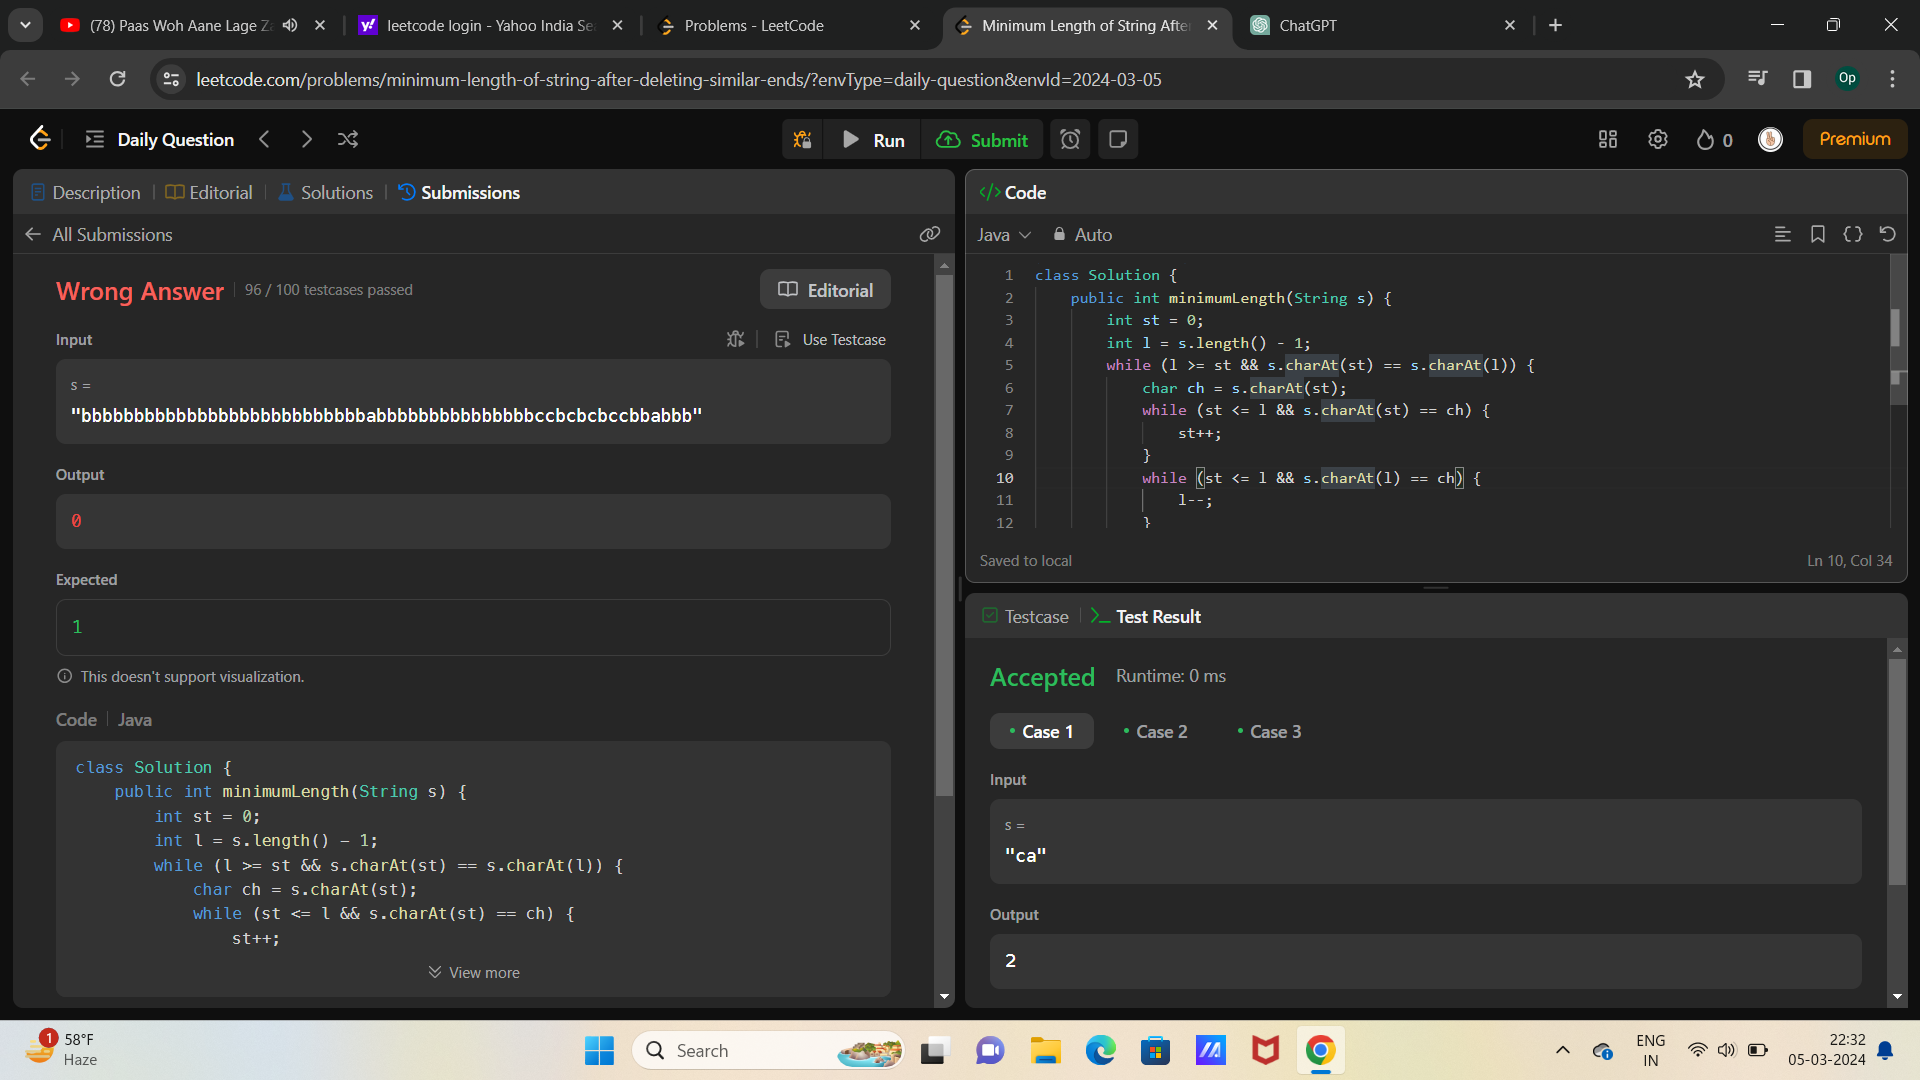 (78) Paas Woh Aane Lage Za
leetcode login - Yahoo India Se
Problems - LeetCode
Minimum Length of String Afte
ChatGPT
leetcode.com/problems/minimum-length-of-string-after-deleting-similar-ends/?envType=daily-question&envId=2024-03-05
Op
Daily Question
Run
Submit
0
Premium
Description
Editorial
Solutions
Submissions
All Submissions
Wrong Answer
96 / 100 testcases passed
Editorial
Input
Use Testcase
s =
"bbbbbbbbbbbbbbbbbbbbbbbbbbbabbbbbbbbbbbbbbbccbcbcbccbbabbb"
Output
0
Expected
1
This doesn't support visualization.
Code
Java
class Solution {
public int minimumLength(String s) {
int st = 0;
int l = s.length() - 1;
while (l >= st && s.charAt(st) == s.charAt(l)) {
char ch = s.charAt(st);
while (st <= l && s.charAt(st) == ch) {
st++;
View more
</> Code
Java
Auto
1 class Solution {
2 public int minimumLength(String s) {
3 int st = 0;
4 int l = s.length() - 1;
5 while (l >= st && s.charAt(st) == s.charAt(l)) {
6 char ch = s.charAt(st);
7 while (st <= l && s.charAt(st) == ch) {
8 st++;
9 }
10 while (st <= l && s.charAt(l) == ch) {
11 l--;
12 }
Saved to local
Ln 10, Col 34
Testcase
Test Result
Accepted
Runtime: 0 ms
Case 1
Case 2
Case 3
Input
s =
"ca"
Output
2
1
58°F
Haze
Search
ENG
IN
22:32
05-03-2024